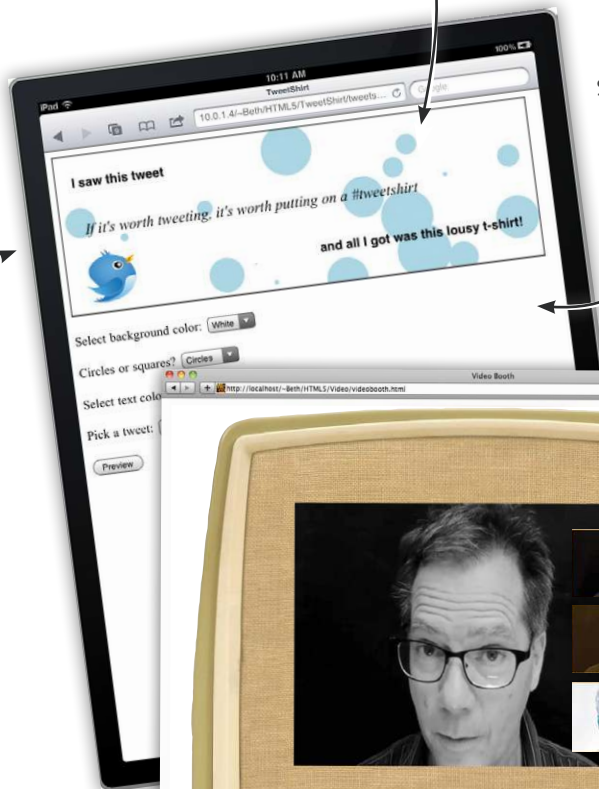 iPad
10:11 AM
100%
TweetShirt
10.0.1.4/~Beth/HTML5/TweetShirt/tweets...
I saw this tweet
If it's worth tweeting, it's worth putting on a #tweetshirt
and all I got was this lousy t-shirt!
Select background color: White
Circles or squares? Circles
Select text
Pick a tweet:
Preview
Video Booth
http://localhost/~Beth/HTML5/Video/videobooth.html